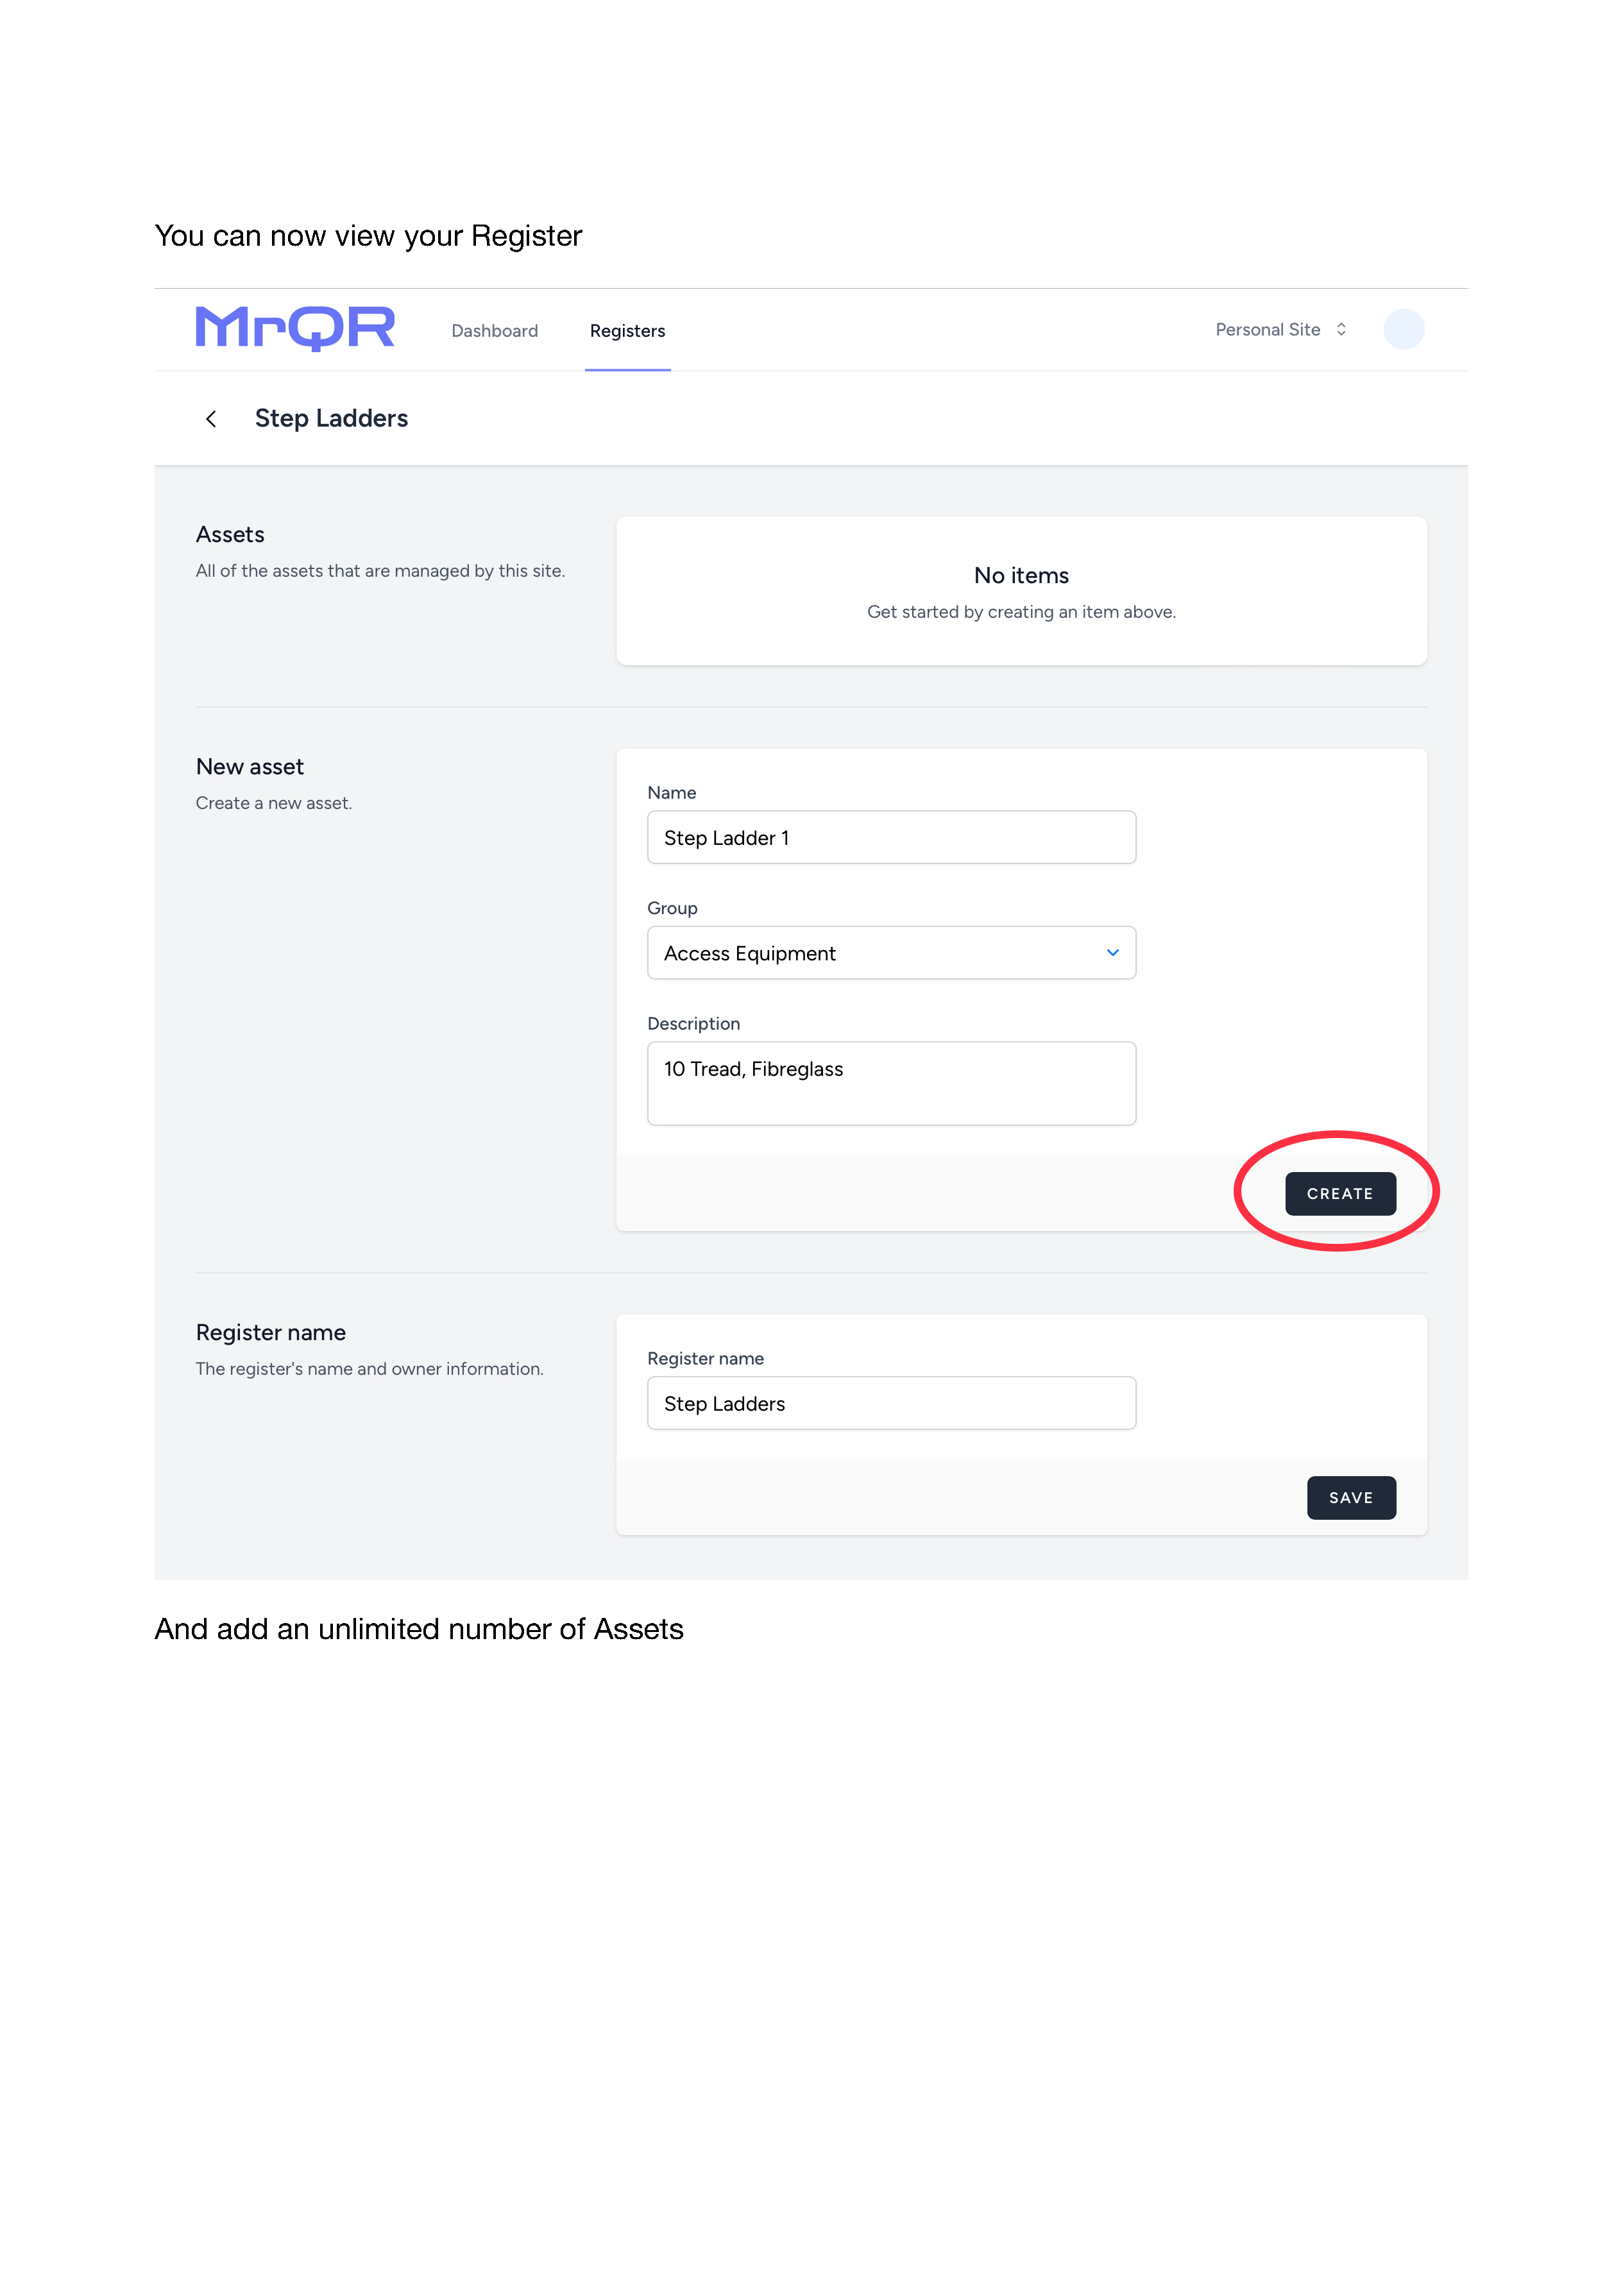 You can now view your Register
MrQR Dashboard Registers Personal Site
Step Ladders
Assets
All of the assets that are managed by this site.
No items
Get started by creating an item above.
New asset
Create a new asset.
Name
Step Ladder 1
Group
Access Equipment
Description
10 Tread, Fibreglass
CREATE
Register name
The register's name and owner information.
Register name
Step Ladders
SAVE
And add an unlimited number of Assets